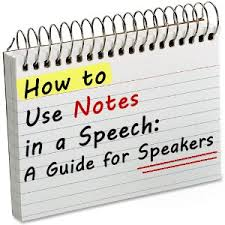 How to
Use Notes
in a Speech:
A Guide for Speakers